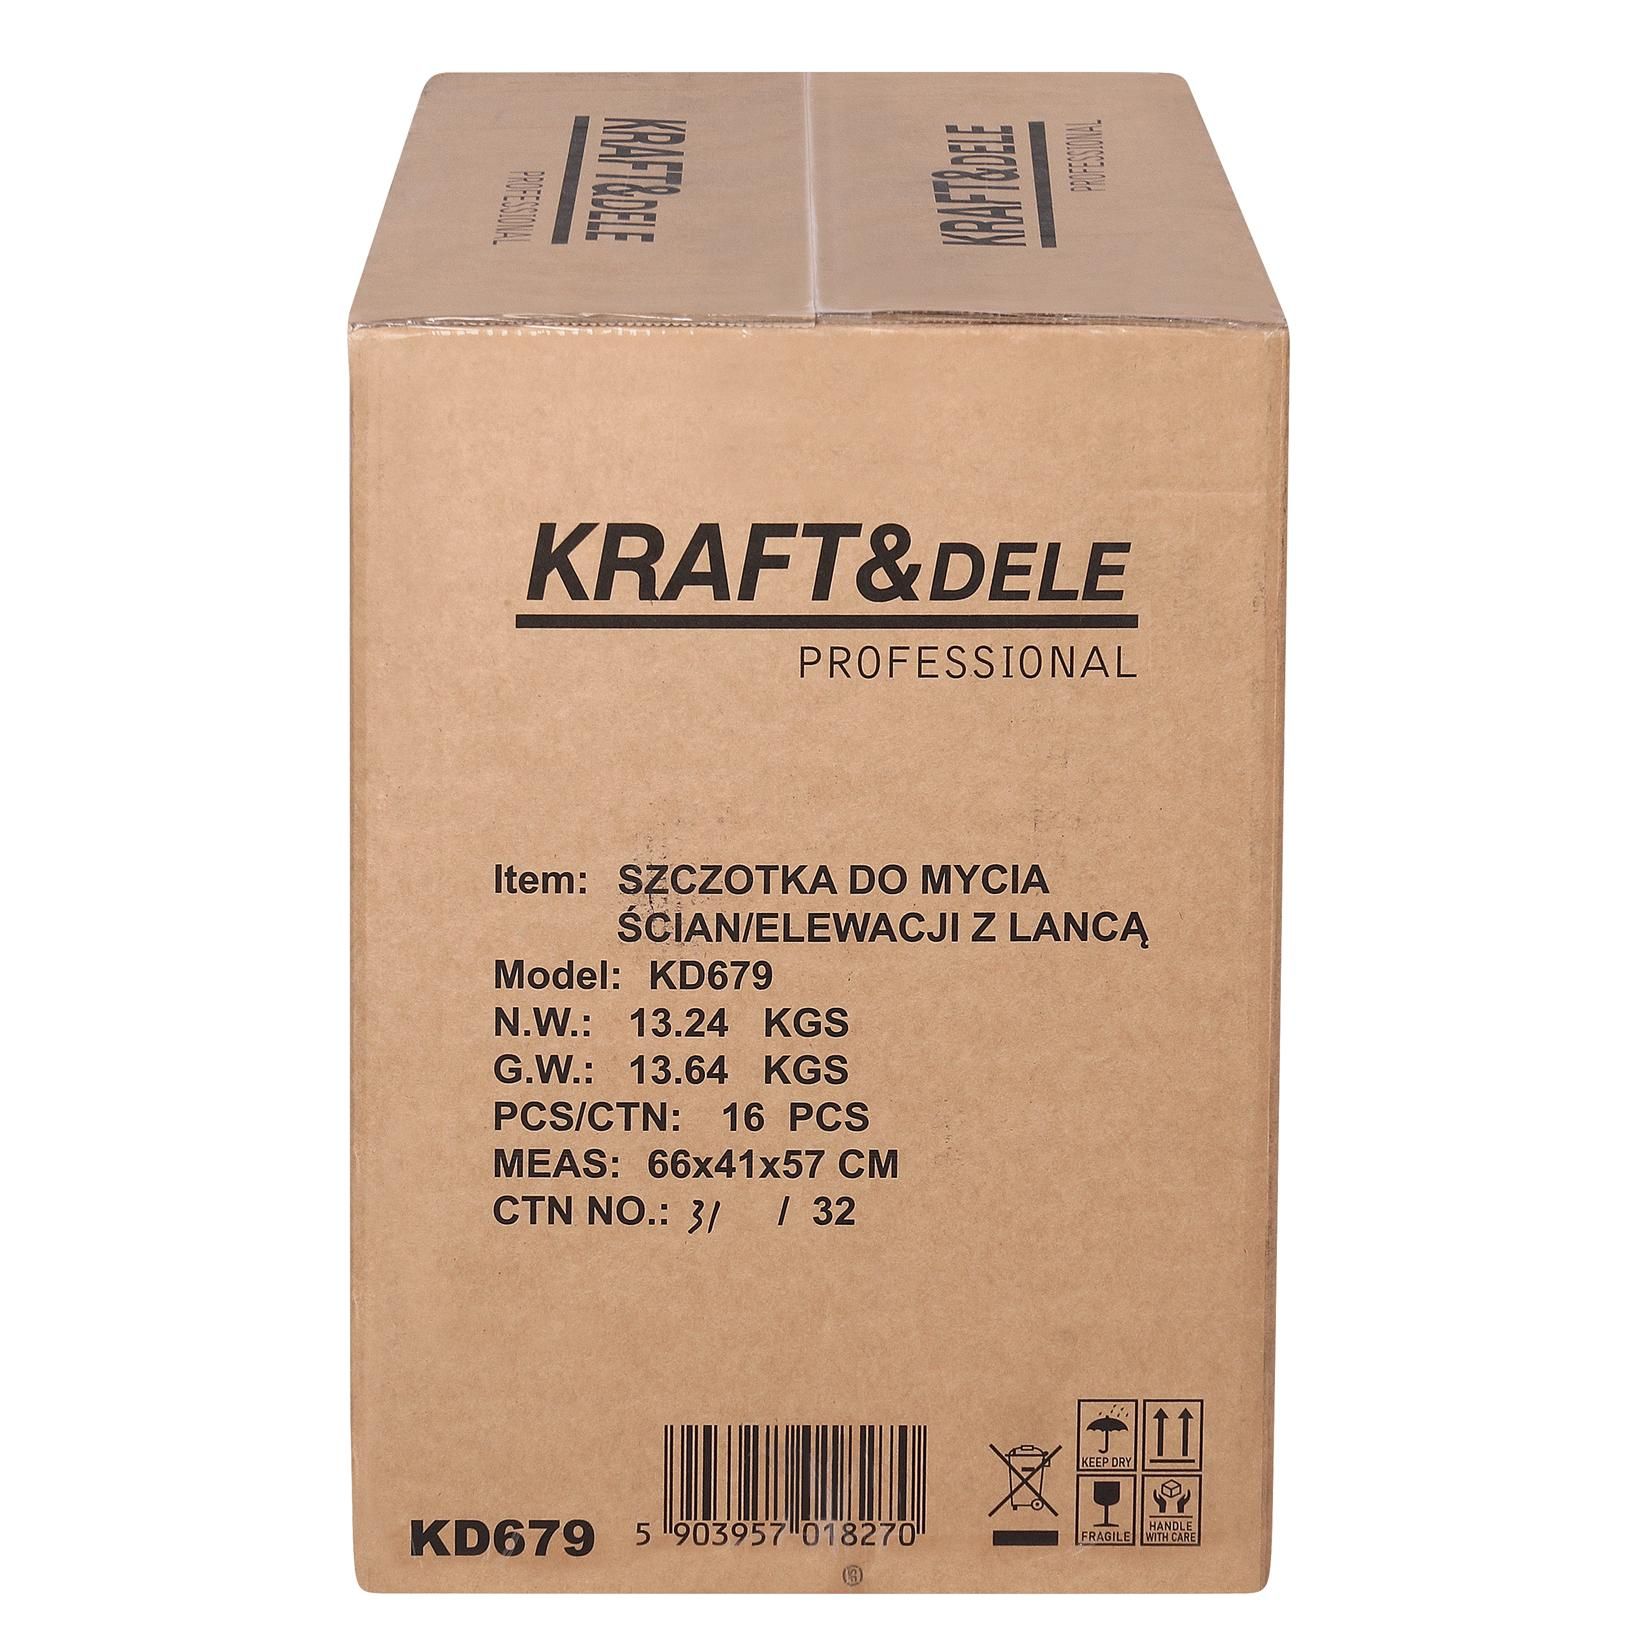 KRAFT&DELE
PROFESSIONAL
KRAFT&DELE
PROFESSIONAL
KRAFT&DELE
PROFESSIONAL
Item: SZCZOTKA DO MYCIA
ŚCIAN/ELEWACJI Z LANCĄ
Model: KD679
N.W.: 13.24 KGS
G.W.: 13.64 KGS
PCS/CTN: 16 PCS
MEAS: 66x41x57 CM
CTN NO.: 31 / 32
KD679
5 903957 018270
KEEP DRY
FRAGILE
HANDLE
WITH CARE